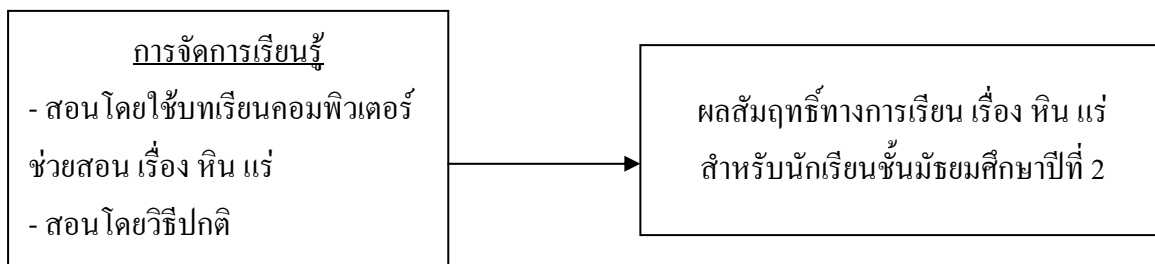 การจัดการเรียนรู้
- สอนโดยใช้บทเรียนคอมพิวเตอร์
ช่วยสอน เรื่อง หิน แร่
- สอนโดยวิธีปกติ
ผลสัมฤทธิ์ทางการเรียน เรื่อง หิน แร่
สำหรับนักเรียนชั้นมัธยมศึกษาปีที่ 2